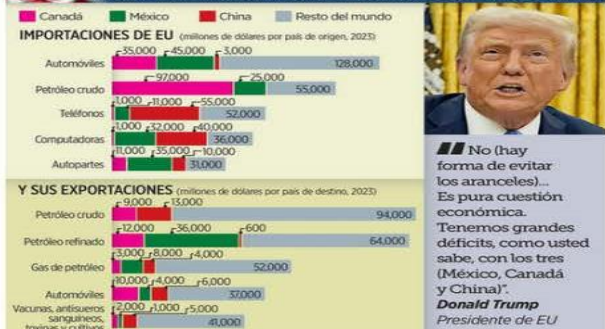 Canadá México China Resto del mundo
IMPORTACIONES DE EU (millones de dólares por país de origen, 2023)
35,000 45,000 3,000
Automóviles 128,000
97,000 25,000
Petróleo crudo 55,000
1,000 11,000 55,000
Teléfonos 52,000
1,000 32,000 40,000
Computadoras 36,000
11,000 35,000 10,000
Autopartes 31,000
Y SUS EXPORTACIONES (millones de dólares por país de destino, 2023)
9,000 13,000
Petróleo crudo 94,000
12,000 36,000 600
Petróleo refinado 64,000
3,000 8,000 4,000
Gas de petróleo 52,000
10,000 4,000 6,000
Automóviles 37,000
2,000 1,000 5,000
Vacunas, antisueros
sanguíneos, 41,000
toxinas y cultivos
No (hay
forma de evitar
los aranceles)...
Es pura cuestión
económica.
Tenemos grandes
déficits, como usted
sabe, con los tres
(México, Canadá
y China)".
Donald Trump
Presidente de EU